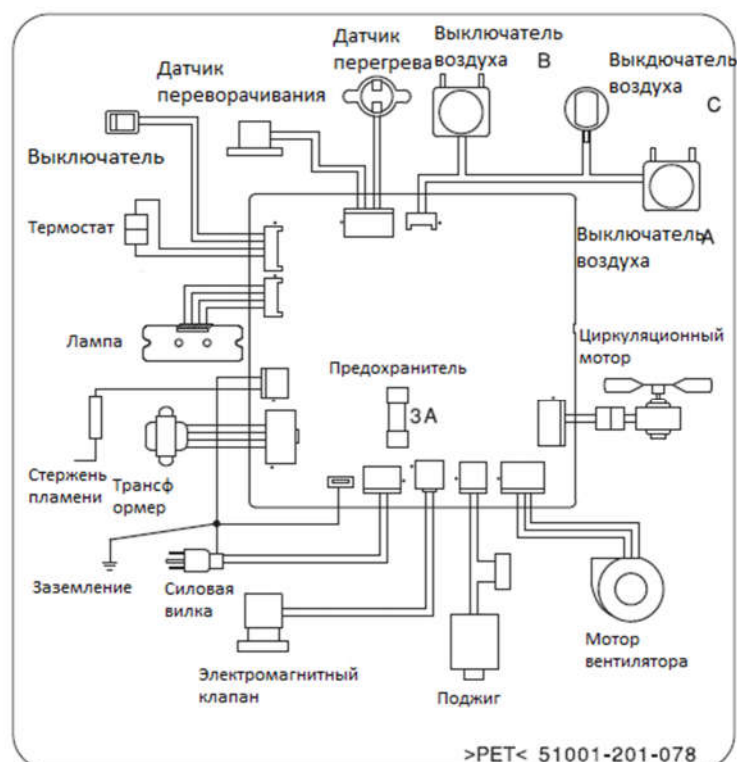 Датчик
перегрева
Выключатель
воздуха
B
Выкдючатель
воздуха
C
Датчик
переворачивания
Выключатель
Термостат
Выключатель
воздуха
A
Лампа
Циркуляционный
мотор
Предохранитель
3A
Стержень
пламени
Трансф
ормер
Заземление
Силовая
вилка
Электромагнитный
клапан
Поджиг
Мотор
вентилятора
>PET< 51001-201-078